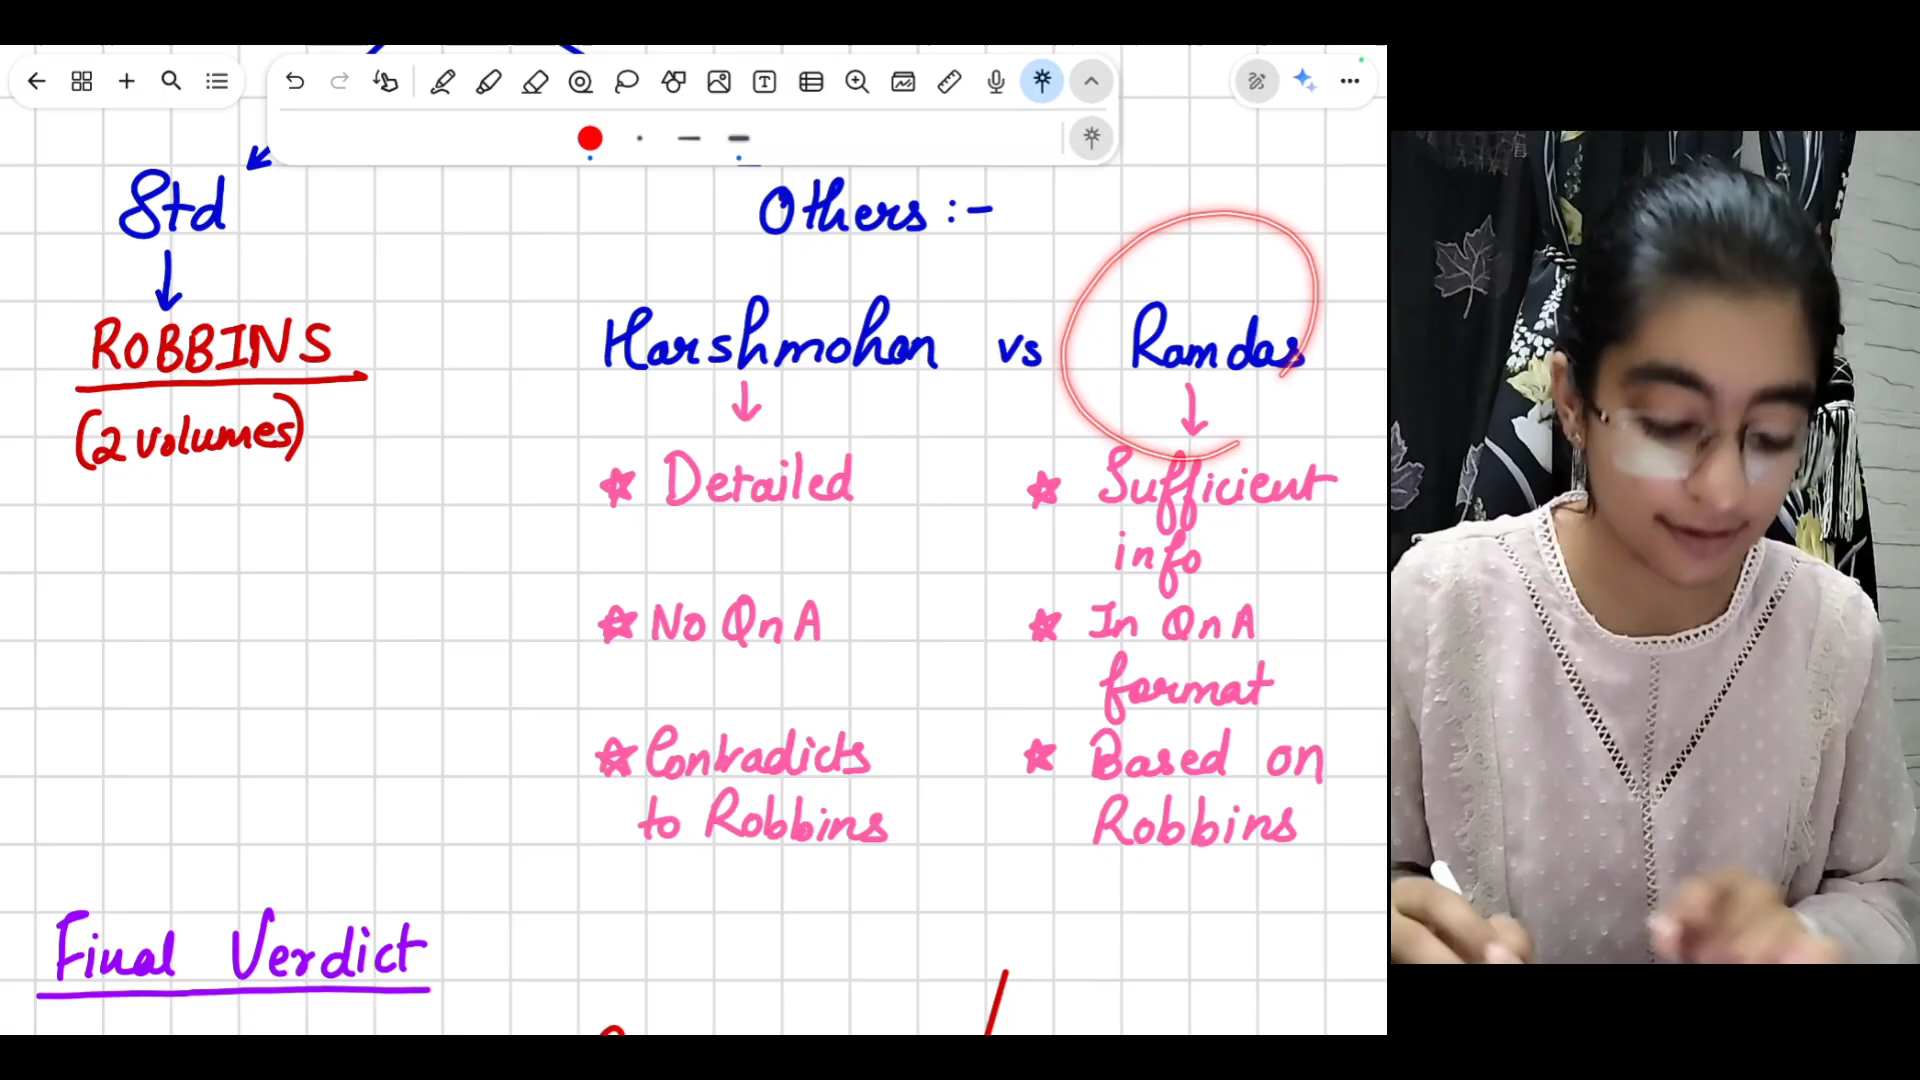 Std
Others :-
ROBBINS
(2 volumes)
Harshmohan vs Ramdas
Detailed
No QnA
Contradicts
to Robbins
Sufficient
info
In QnA
format
Based on
Robbins
Final Verdict